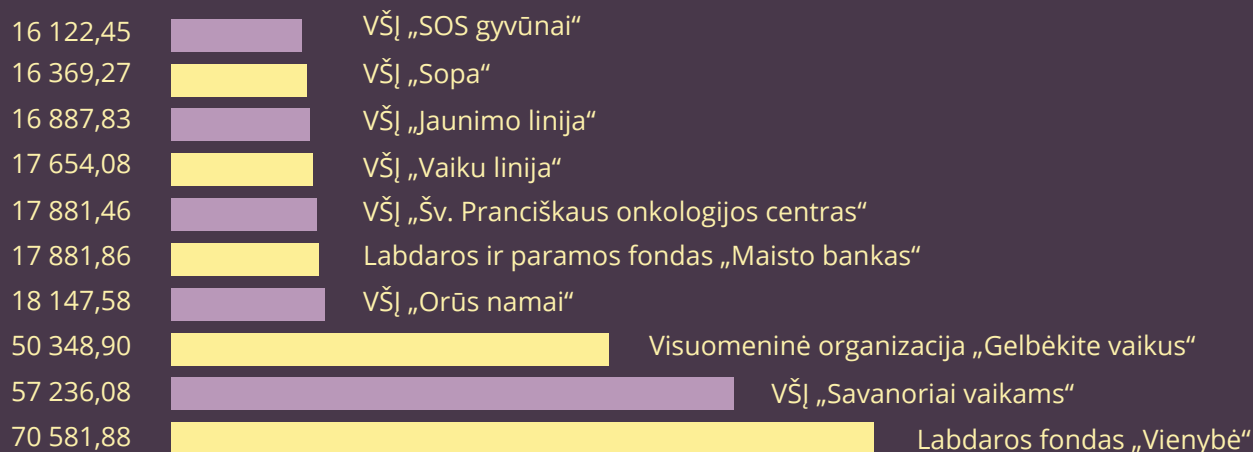 16 122,45 VŠĮ „SOS gyvūnai“
16 369,27 VŠĮ „Sopa“
16 887,83 VŠĮ „Jaunimo linija“
17 654,08 VŠĮ „Vaiku linija“
17 881,46 VŠĮ „Šv. Pranciškaus onkologijos centras“
17 881,86 Labdaros ir paramos fondas „Maisto bankas“
18 147,58 VŠĮ „Orūs namai“
50 348,90 Visuomeninė organizacija „Gelbėkite vaikus“
57 236,08 VŠĮ „Savanoriai vaikams“
70 581,88 Labdaros fondas „Vienybė“